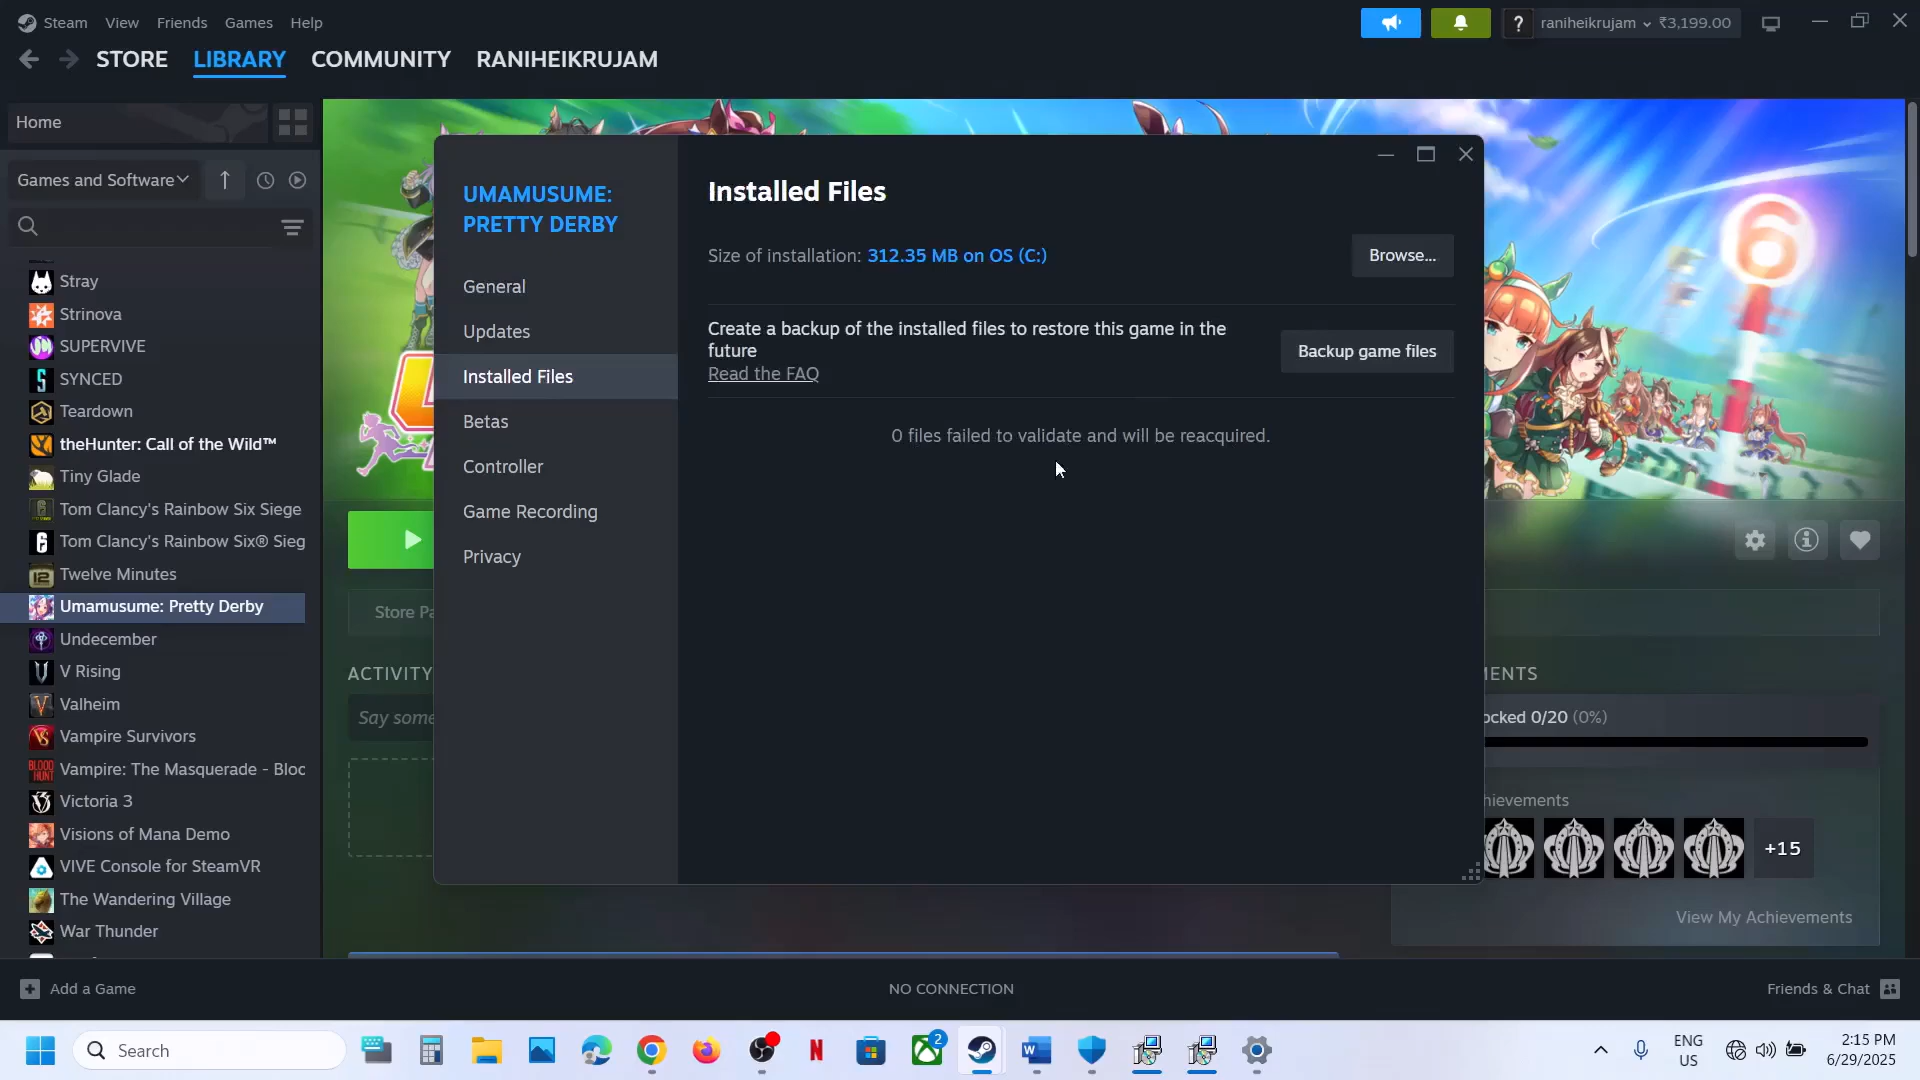 Steam View Friends Games Help
? raniheikrujam ₹3,199.00
STORE LIBRARY COMMUNITY RANIHEIKRUJAM
Home
Games and Software
Stray
Strinova
SUPERVIVE
SYNCED
Teardown
theHunter: Call of the Wild™
Tiny Glade
Tom Clancy's Rainbow Six Siege
Tom Clancy's Rainbow Six® Sieg
Twelve Minutes
Umamusume: Pretty Derby
Undecember
V Rising
Valheim
Vampire Survivors
Vampire: The Masquerade - Bloo
Victoria 3
Visions of Mana Demo
VIVE Console for SteamVR
The Wandering Village
War Thunder
UMAMUSUME:
PRETTY DERBY
General
Updates
Installed Files
Betas
Controller
Game Recording
Privacy
Installed Files
Size of installation: 312.35 MB on OS (C:)
Browse...
Create a backup of the installed files to restore this game in the
future
Read the FAQ
Backup game files
0 files failed to validate and will be reacquired.
6
Store Pa
ACTIVITY
Say some
MENTS
ocked 0/20 (0%)
hievements
+15
View My Achievements
Add a Game
NO CONNECTION
Friends & Chat
Search
2
ENG
US
2:15 PM
6/29/2025